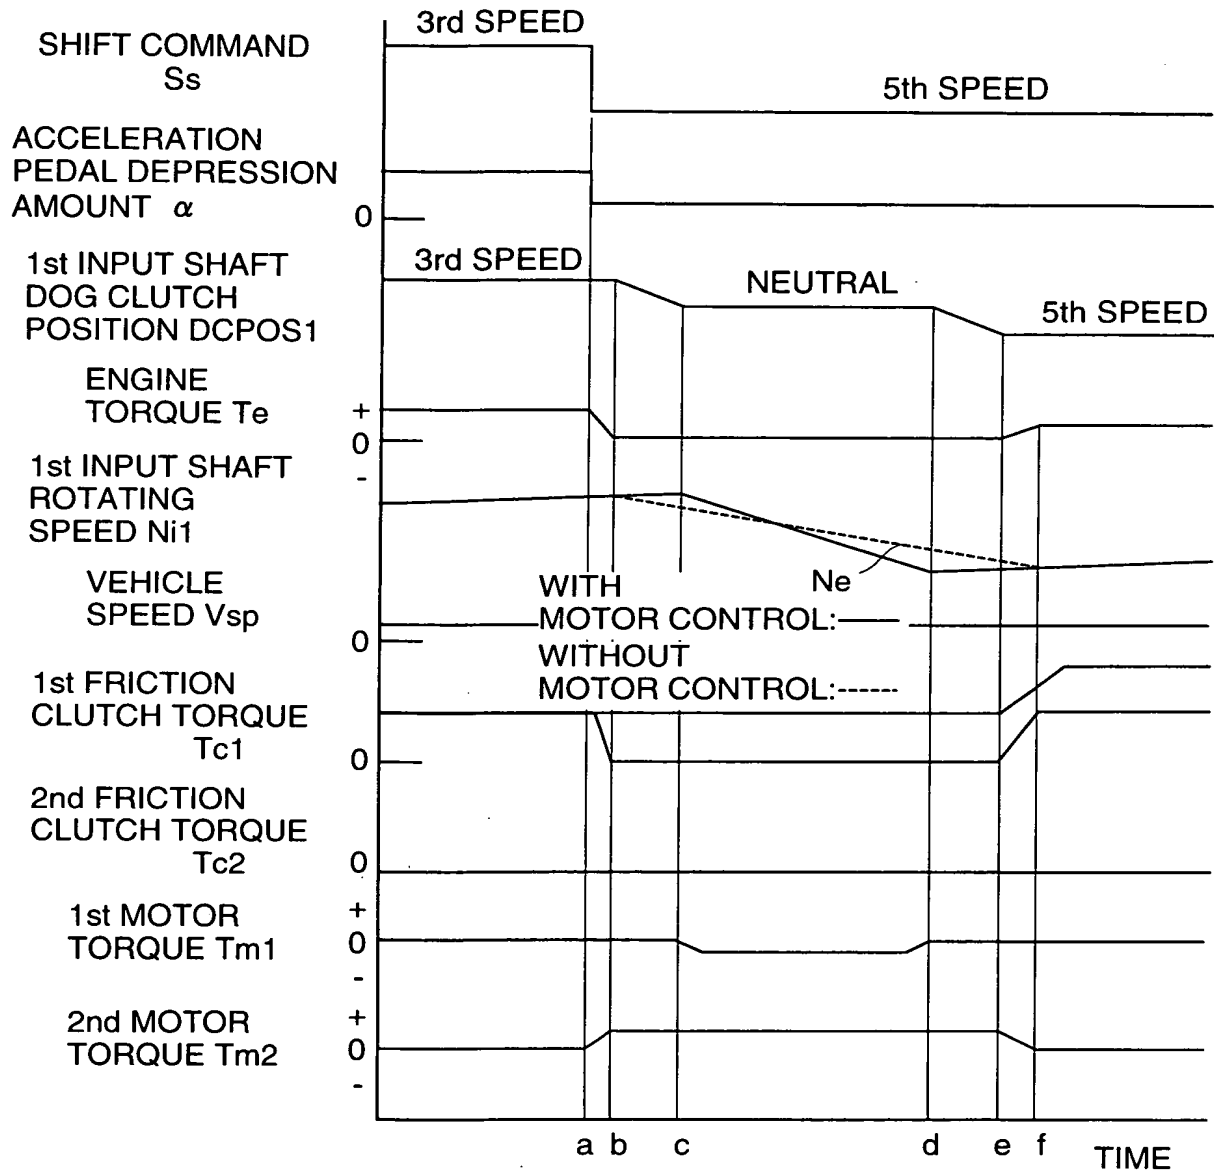 3rd SPEED
SHIFT COMMAND
Ss
5th SPEED
ACCELERATION
PEDAL DEPRESSION
AMOUNT α
0
1st INPUT SHAFT
DOG CLUTCH
POSITION DCPOS1
3rd SPEED
NEUTRAL
5th SPEED
ENGINE
TORQUE Te
+
0
-
1st INPUT SHAFT
ROTATING
SPEED Ni1
Ne
VEHICLE
SPEED Vsp
0
WITH
MOTOR CONTROL:
WITHOUT
MOTOR CONTROL:
1st FRICTION
CLUTCH TORQUE
Tc1
0
2nd FRICTION
CLUTCH TORQUE
Tc2
0
1st MOTOR
TORQUE Tm1
+
0
-
2nd MOTOR
TORQUE Tm2
+
0
-
a b c d e f TIME